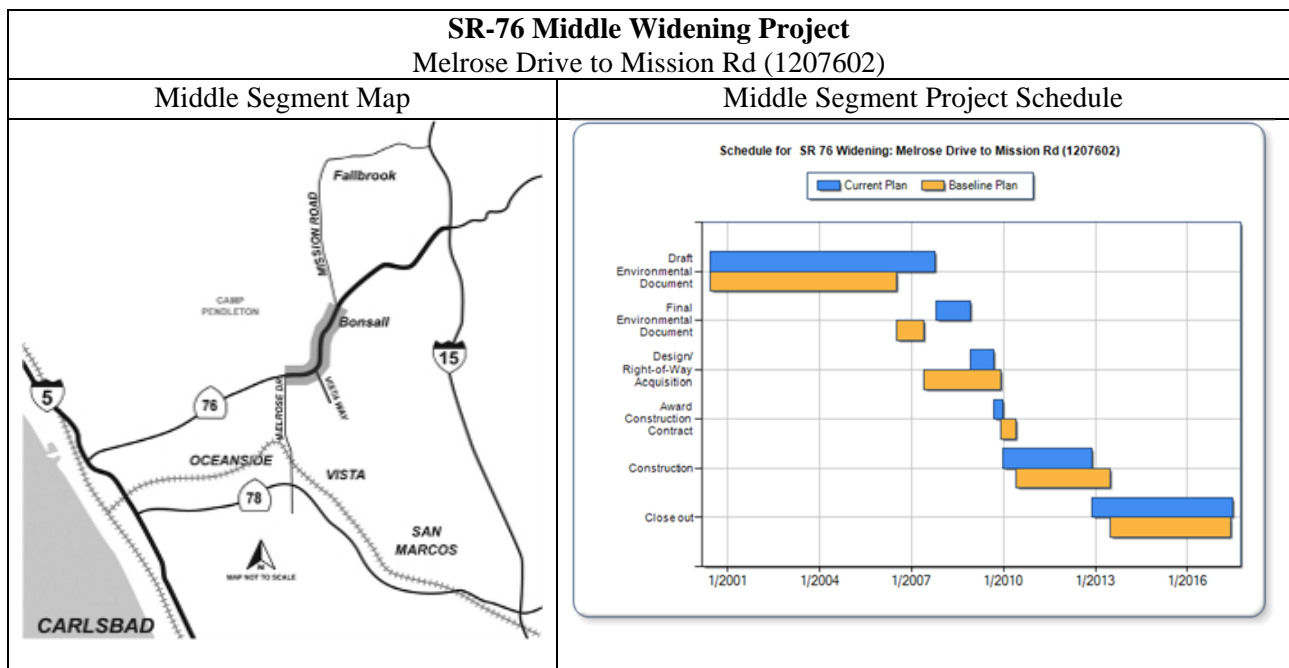 SR-76 Middle Widening Project
Melrose Drive to Mission Rd (1207602)
Middle Segment Map
Middle Segment Project Schedule
Fallbrook
MISSION ROAD
CAMP
PENDLETON
Bonsall
15
5
76
MELROSE DR
VISTA WAY
OCEANSIDE
VISTA
78
SAN
MARCOS
N
MAP NOT TO SCALE
CARLSBAD
Schedule for SR 76 Widening: Melrose Drive to Mission Rd (1207602)
Current Plan
Baseline Plan
Draft
Environmental
Document
Final
Environmental
Document
Design/
Right-of-Way
Acquisition
Award
Construction
Contract
Construction
Close out
1/2001
1/2004
1/2007
1/2010
1/2013
1/2016